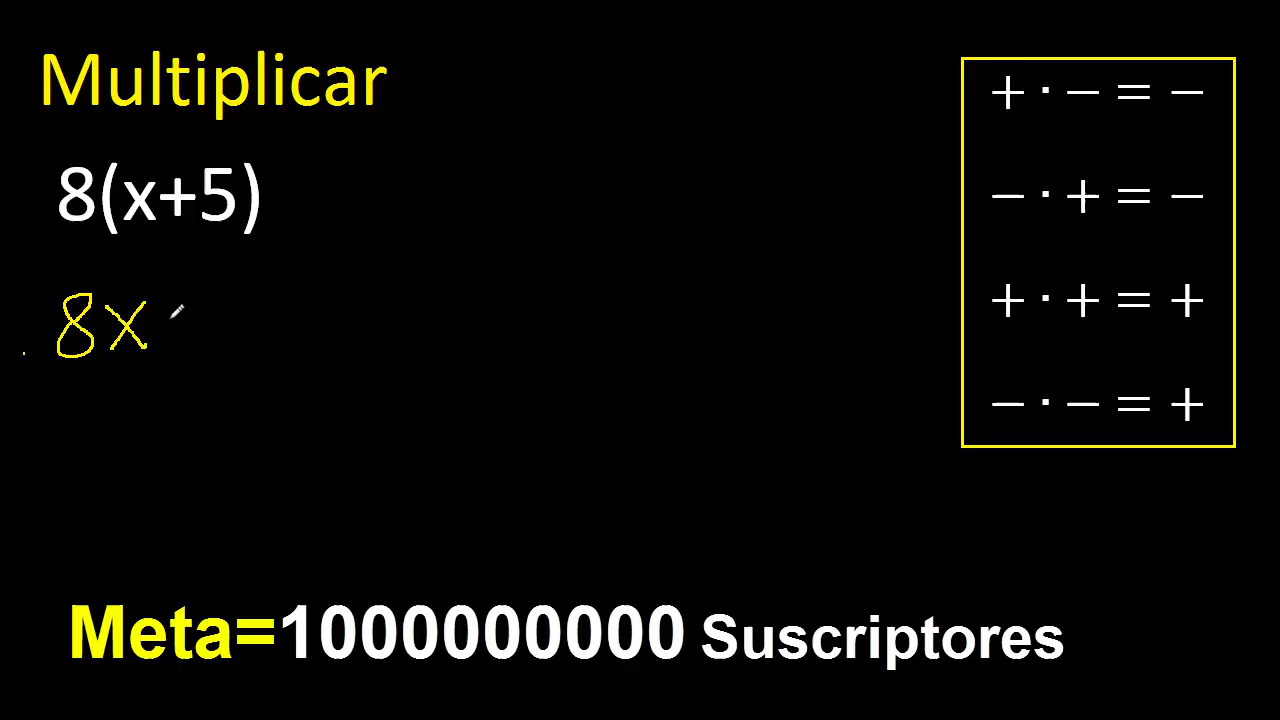 Multiplicar
8(x+5)
8x
+ · − = −
− · + = −
+ · + = +
− · − = +
Meta=1000000000 Suscriptores